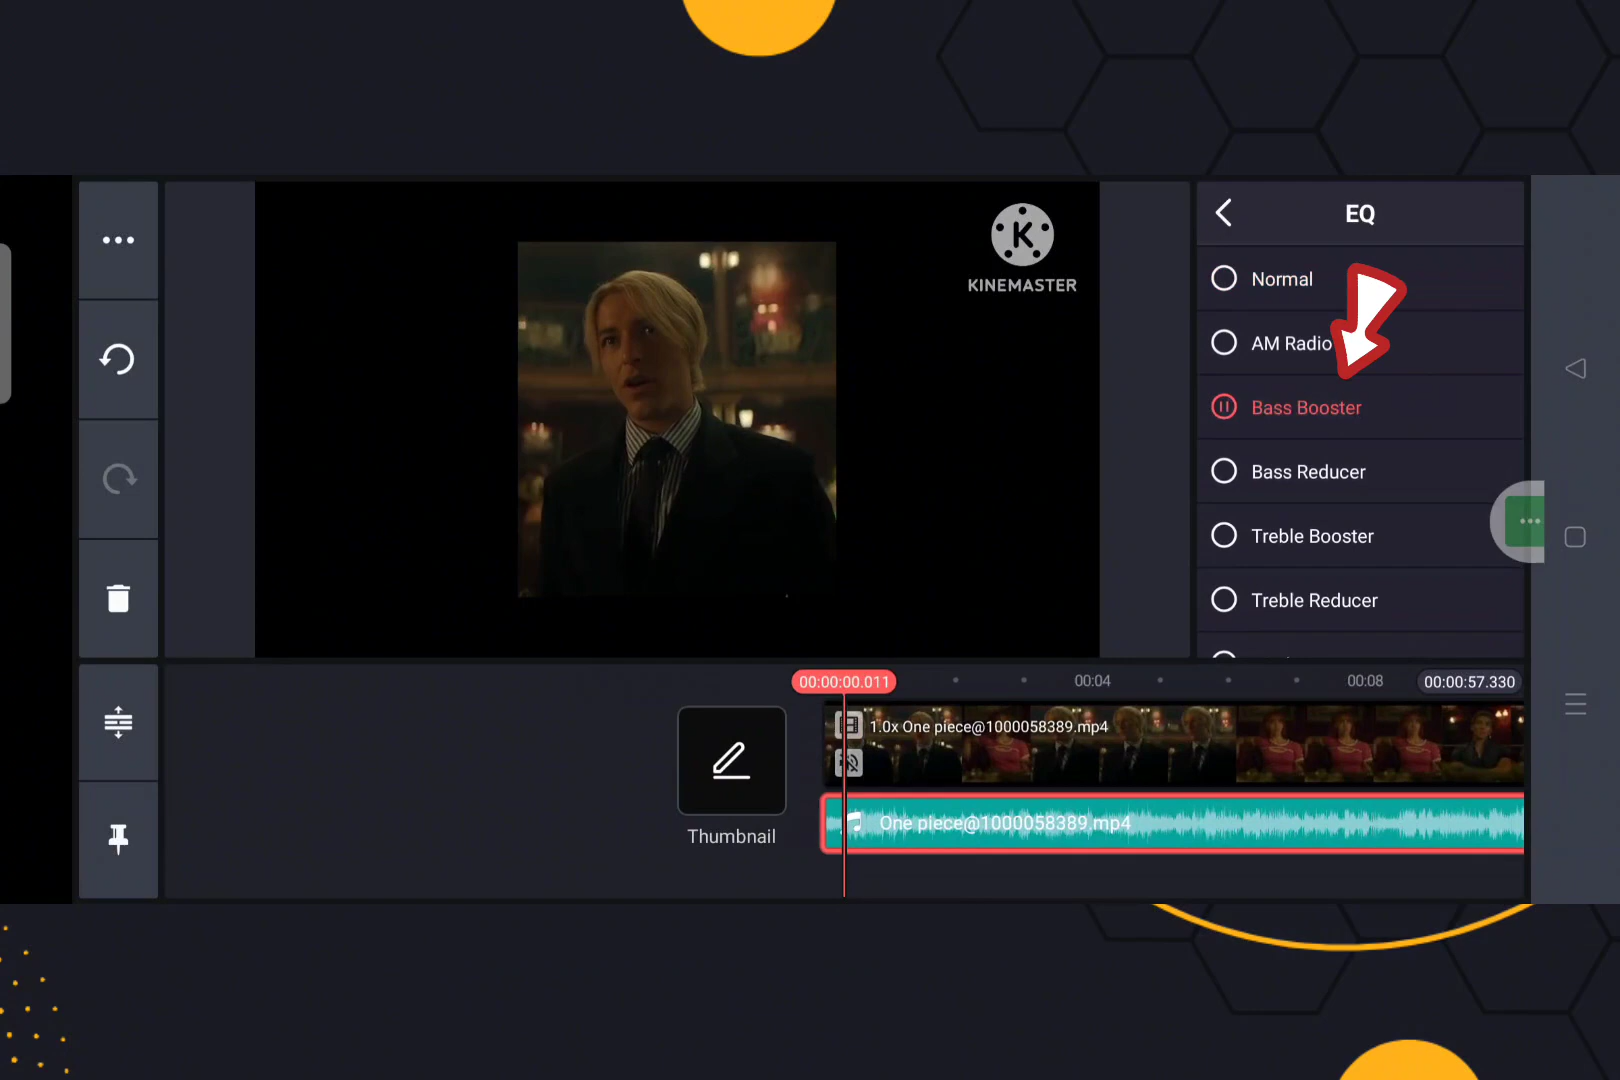 KINEMASTER
EQ
Normal
AM Radio
Bass Booster
Bass Reducer
Treble Booster
Treble Reducer
00:00:00.011
00:04
00:08
00:00:57.330
1.0x One piece@1000058389.mp4
One piece@1000058389.mp4
Thumbnail